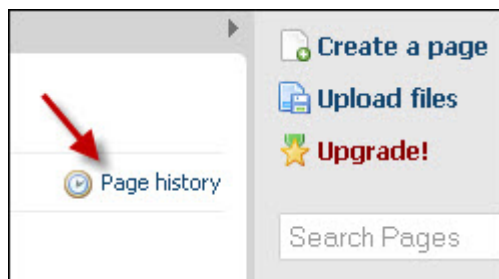 Create a page
Upload files
Upgrade!
Page history
Search Pages